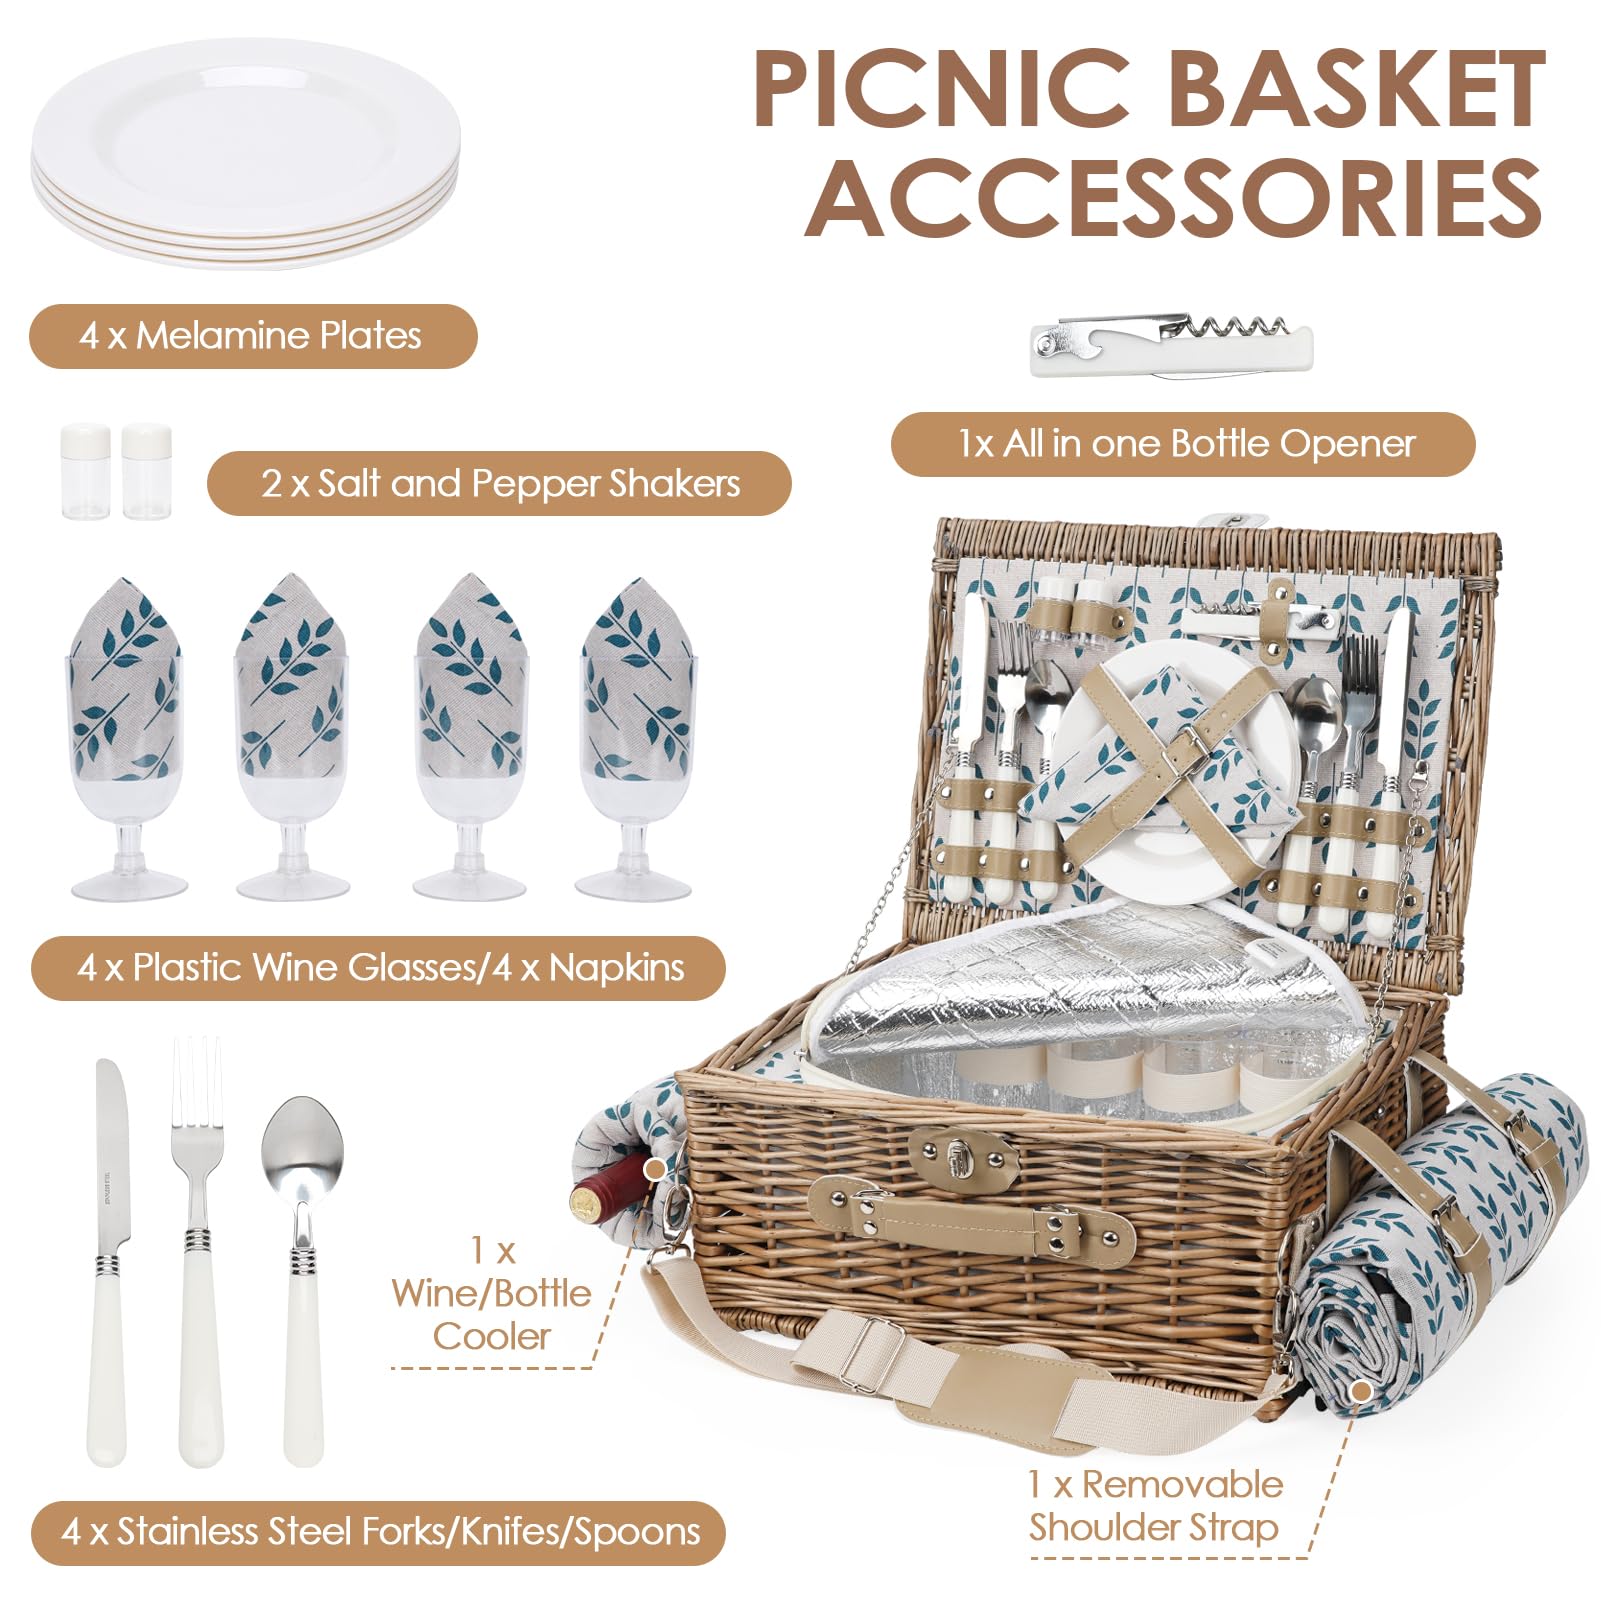 PICNIC BASKET
ACCESSORIES
4 x Melamine Plates
1x All in one Bottle Opener
2 x Salt and Pepper Shakers
4 x Plastic Wine Glasses/4 x Napkins
1 x
Wine/Bottle
Cooler
1 x Removable
Shoulder Strap
4 x Stainless Steel Forks/Knifes/Spoons